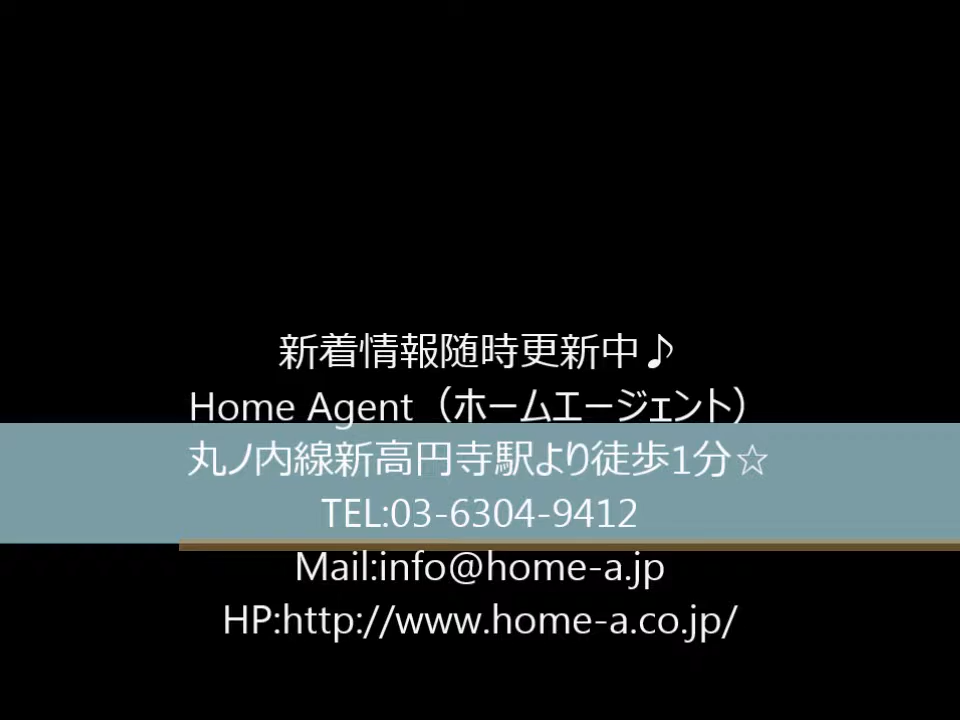 新着情報随時更新中♪
Home Agent（ホームエージェント）
丸ノ内線新高円寺駅より徒歩1分☆
TEL:03-6304-9412
Mail:info@home-a.jp
HP:http://www.home-a.co.jp/